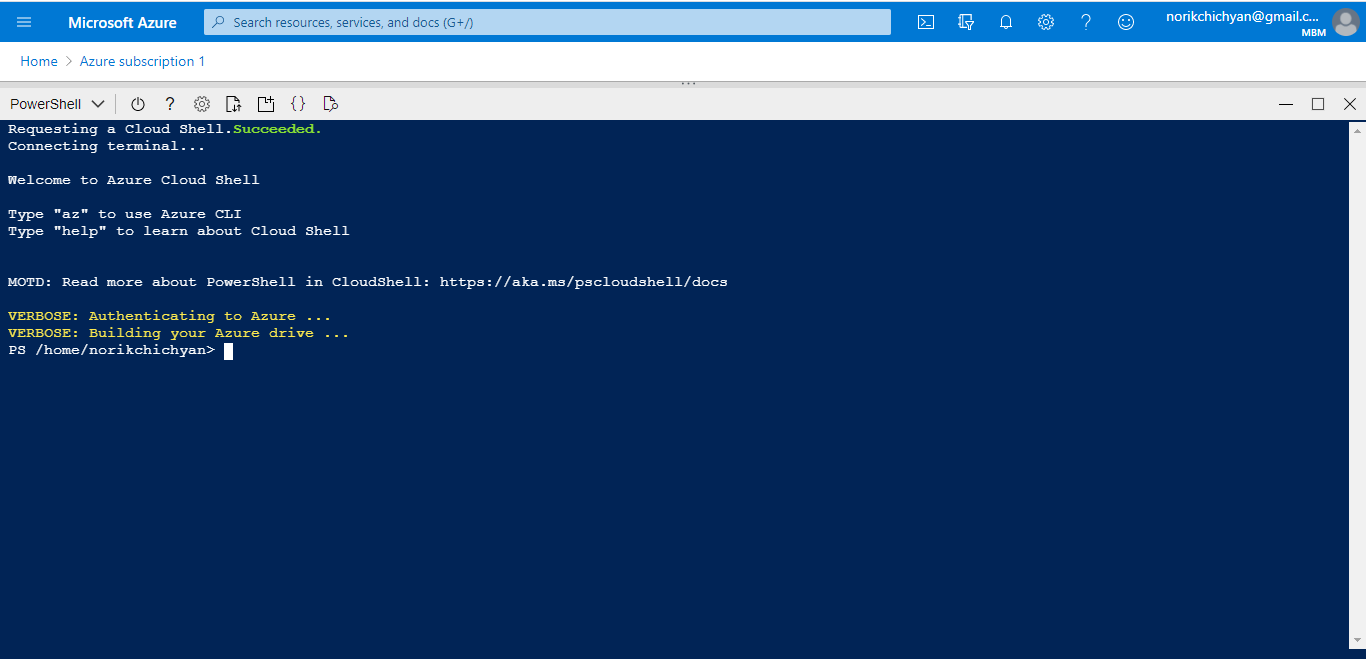 Microsoft Azure
Search resources, services, and docs (G+/)
norikchichyan@gmail.c...
MBM
Home > Azure subscription 1
PowerShell
Requesting a Cloud Shell.Succeeded.
Connecting terminal...
Welcome to Azure Cloud Shell
Type "az" to use Azure CLI
Type "help" to learn about Cloud Shell
MOTD: Read more about PowerShell in CloudShell: https://aka.ms/pscloudshell/docs
VERBOSE: Authenticating to Azure ...
VERBOSE: Building your Azure drive ...
PS /home/norikchichyan>